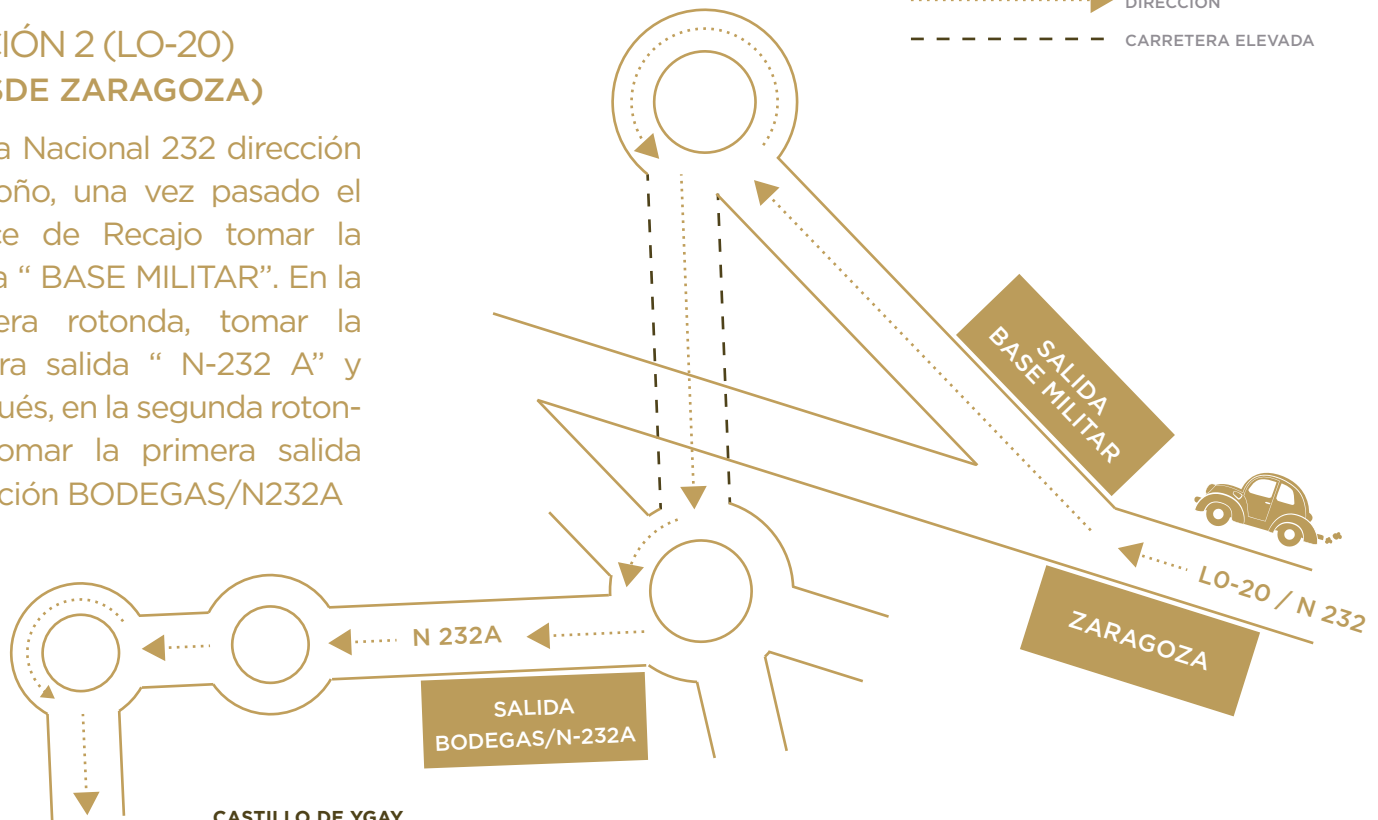 CIÓN 2 (LO-20)
SDE ZARAGOZA)
a Nacional 232 dirección
oño, una vez pasado el
ce de Recajo tomar la
a “ BASE MILITAR”. En la
era rotonda, tomar la
ra salida “ N-232 A” y
ués, en la segunda roton-
omar la primera salida
ción BODEGAS/N232A
DIRECCIÓN
CARRETERA ELEVADA
SALIDA
BASE MILITAR
LO-20 / N 232
ZARAGOZA
N 232A
SALIDA
BODEGAS/N-232A
CASTILLO DE YGAY